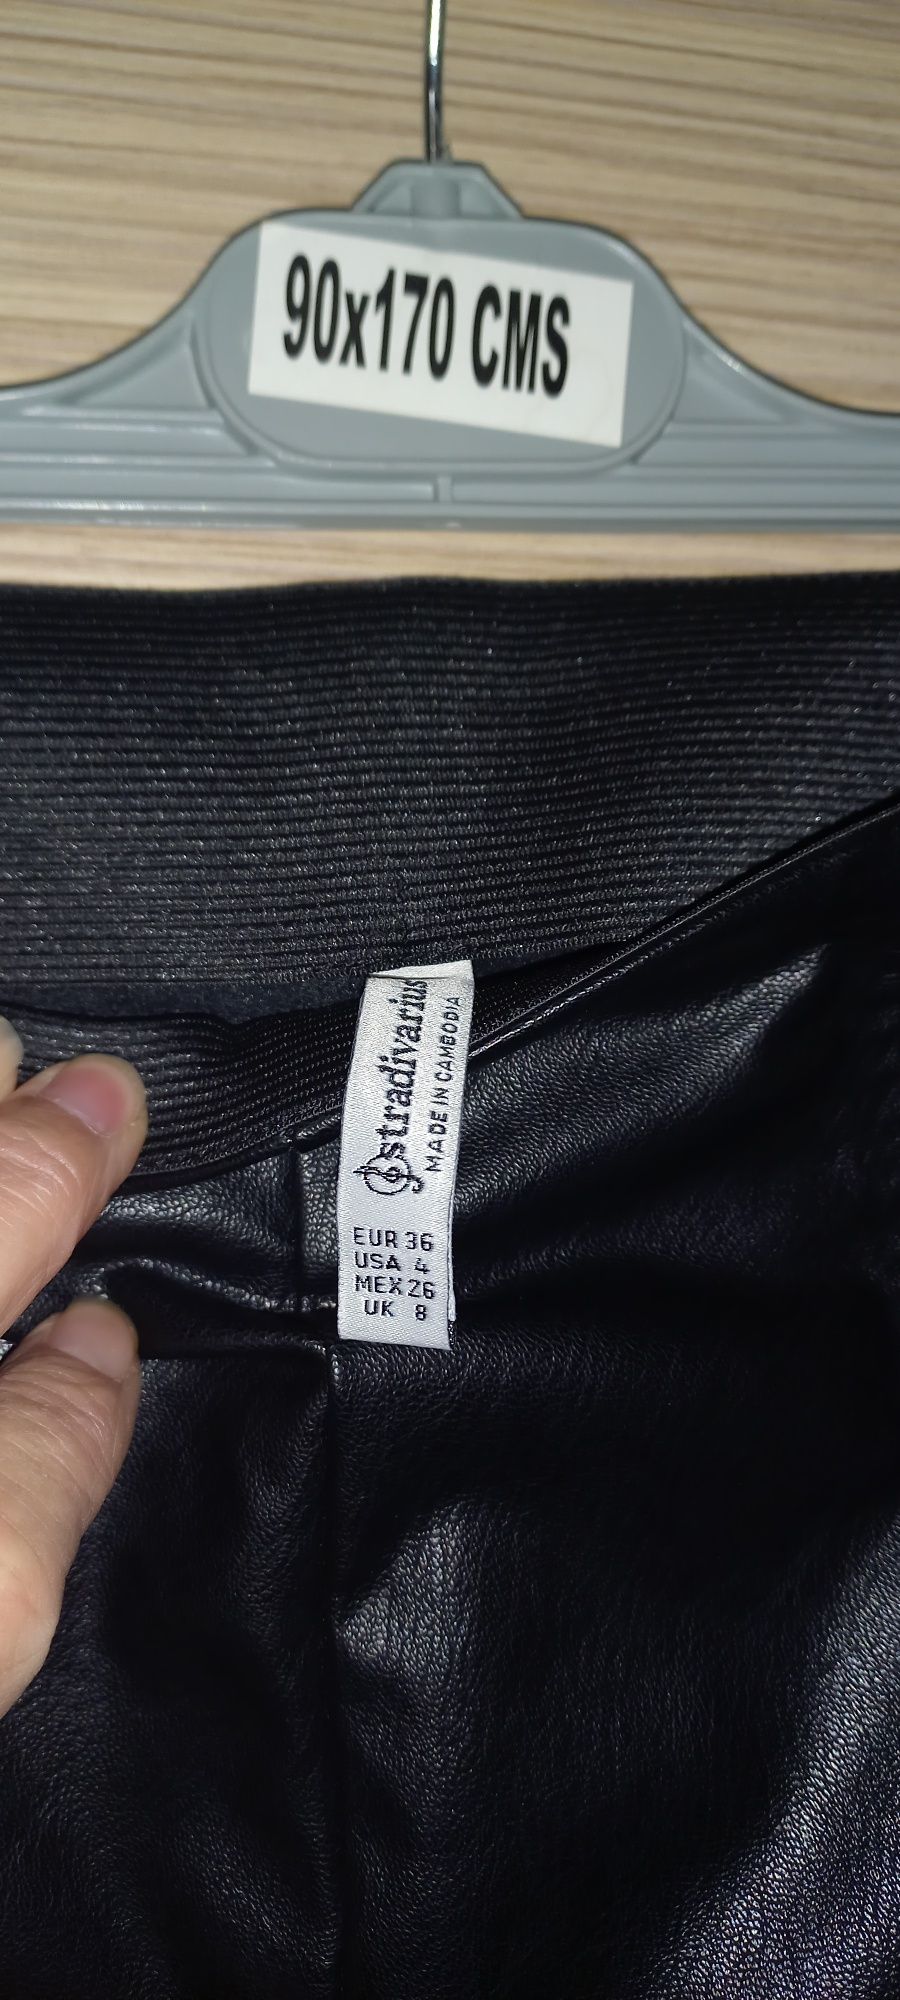 90x170 CMS
stradivarius
MADE IN CAMBODIA
EUR 36
USA 4
MEX 26
UK 8